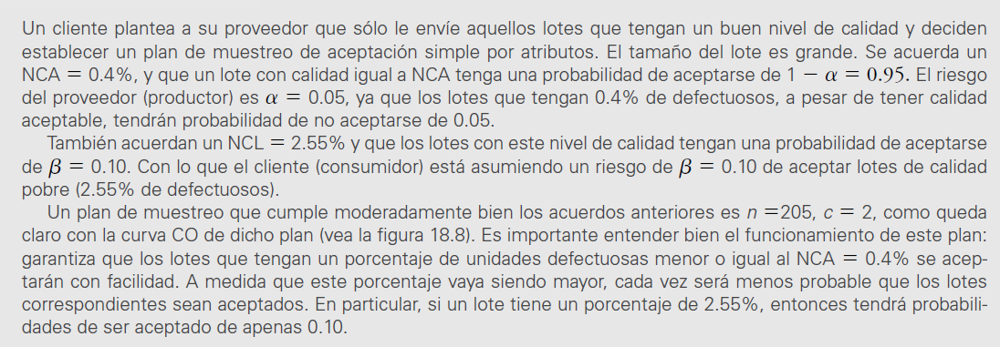 Un cliente plantea a su proveedor que sólo le envíe aquellos lotes que tengan un buen nivel de calidad y deciden
establecer un plan de muestreo de aceptación simple por atributos. El tamaño del lote es grande. Se acuerda un
NCA = 0.4%, y que un lote con calidad igual a NCA tenga una probabilidad de aceptarse de 1 − α = 0.95. El riesgo
del proveedor (productor) es α = 0.05, ya que los lotes que tengan 0.4% de defectuosos, a pesar de tener calidad
aceptable, tendrán probabilidad de no aceptarse de 0.05.
También acuerdan un NCL = 2.55% y que los lotes con este nivel de calidad tengan una probabilidad de aceptarse
de β = 0.10. Con lo que el cliente (consumidor) está asumiendo un riesgo de β = 0.10 de aceptar lotes de calidad
pobre (2.55% de defectuosos).
Un plan de muestreo que cumple moderadamente bien los acuerdos anteriores es n =205, c = 2, como queda
claro con la curva CO de dicho plan (vea la figura 18.8). Es importante entender bien el funcionamiento de este plan:
garantiza que los lotes que tengan un porcentaje de unidades defectuosas menor o igual al NCA = 0.4% se acep-
tarán con facilidad. A medida que este porcentaje vaya siendo mayor, cada vez será menos probable que los lotes
correspondientes sean aceptados. En particular, si un lote tiene un porcentaje de 2.55%, entonces tendrá probabili-
dades de ser aceptado de apenas 0.10.